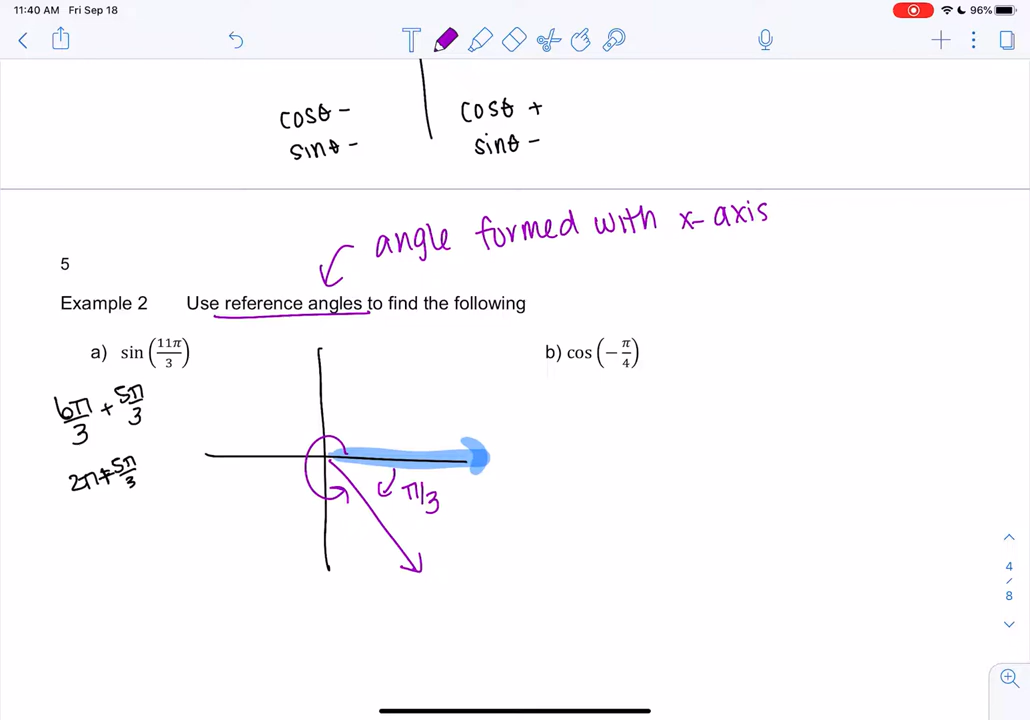 11:40 AM Fri Sep 18 96%
cosθ - cosθ +
sinθ - sinθ -
angle formed with x-axis
5
Example 2 Use reference angles to find the following
a) sin (11π/3) b) cos (−π/4)
6π/3 + 5π/3
2π + 5π/3
π/3
4
/
8